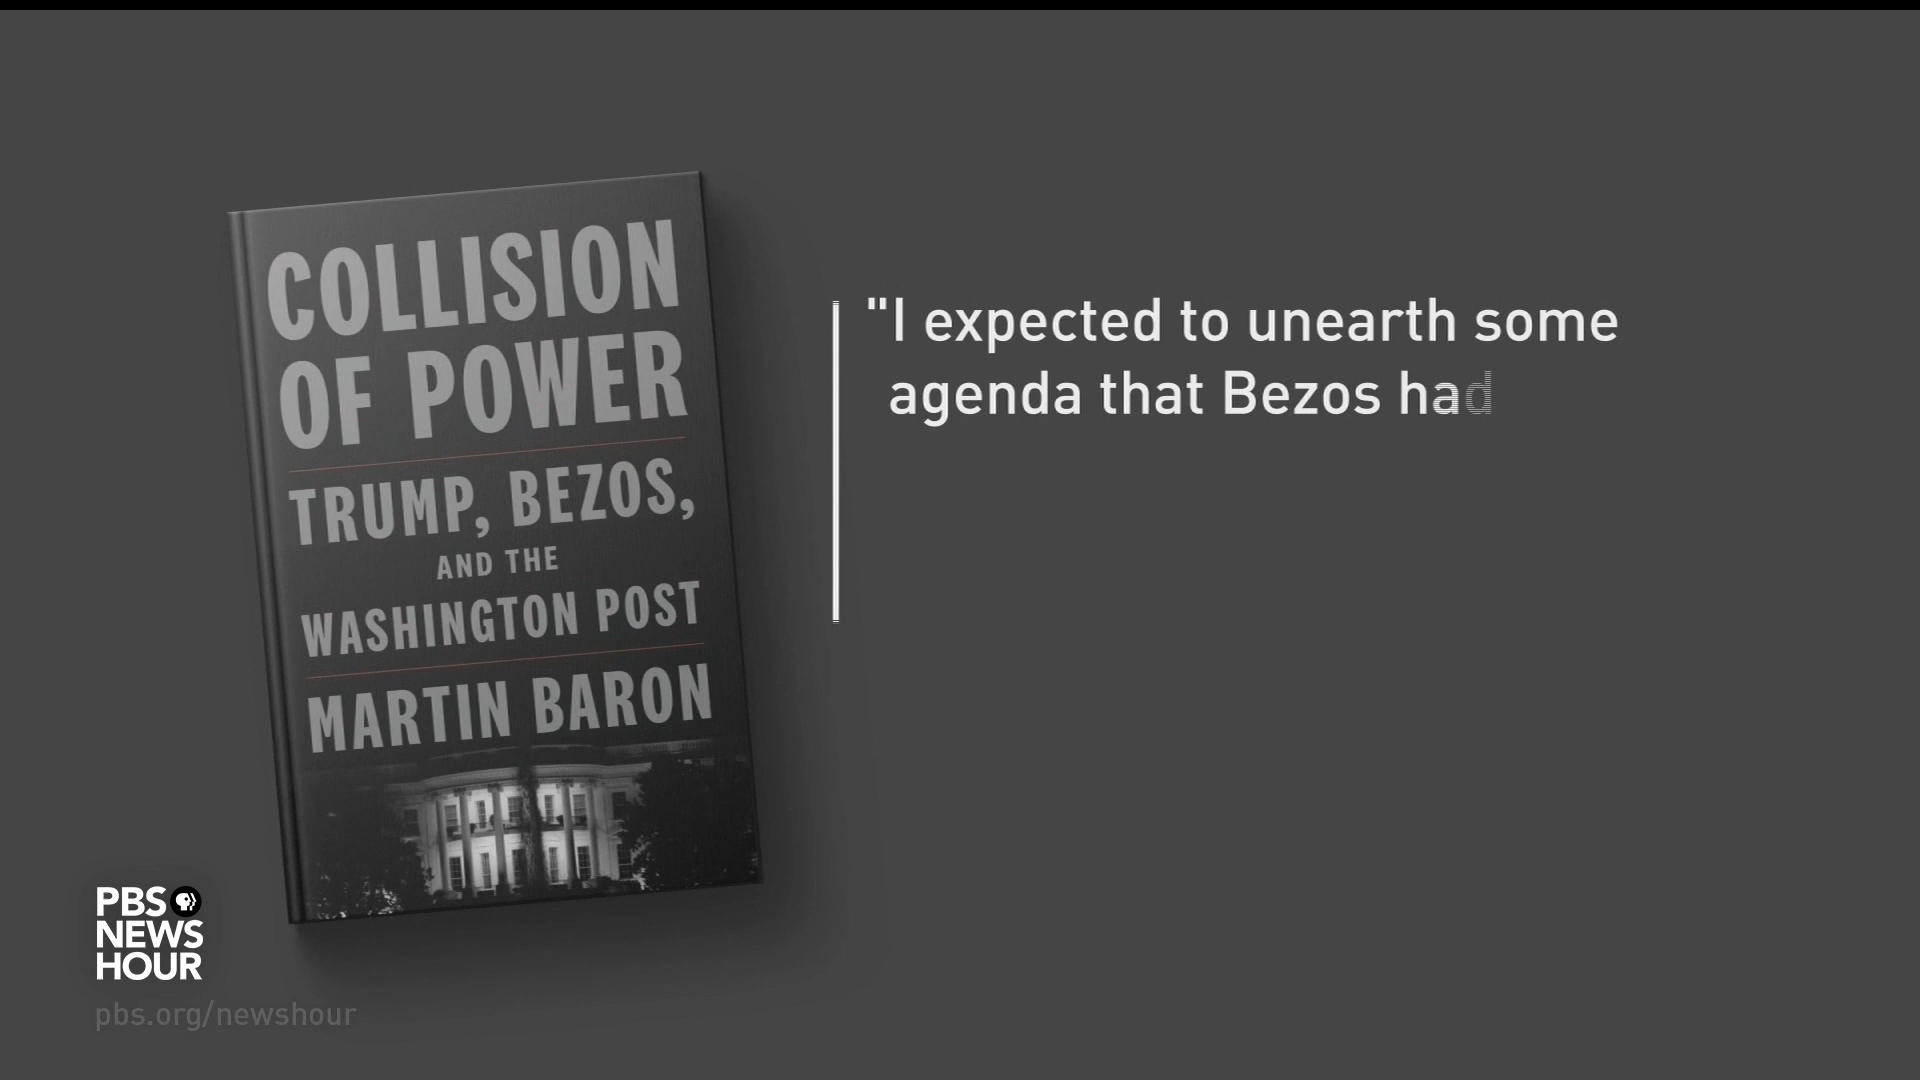 COLLISION
OF POWER
TRUMP, BEZOS,
AND THE
WASHINGTON POST
MARTIN BARON
"I expected to unearth some
agenda that Bezos had
PBS
NEWS
HOUR
pbs.org/newshour